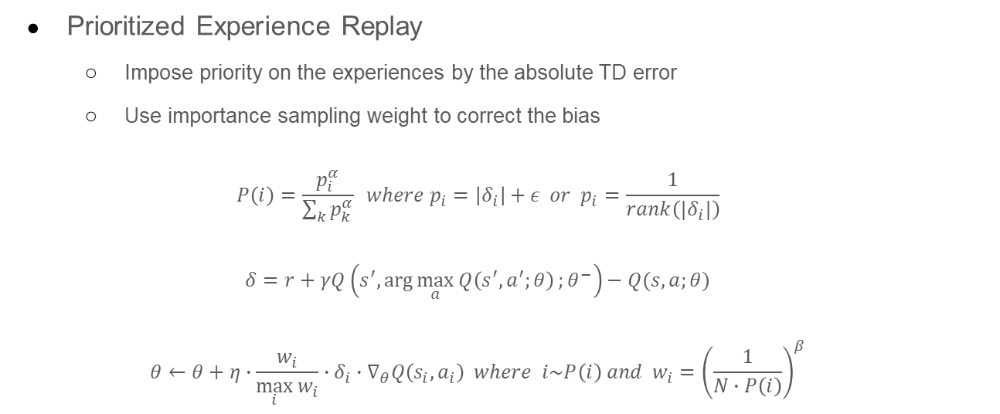 ● Prioritized Experience Replay
○ Impose priority on the experiences by the absolute TD error
○ Use importance sampling weight to correct the bias
$P(i) = \frac{p_i^{\alpha}}{\sum_k p_k^{\alpha}} \ where \ p_i = |\delta_i| + \epsilon \ or \ p_i = \frac{1}{rank(|\delta_i|)}$
$\delta = r + \gamma Q\left(s', \arg\max_{a} Q(s', a'; \theta); \theta^-\right) - Q(s, a; \theta)$
$\theta \leftarrow \theta + \eta \cdot \frac{w_i}{\max_{i} w_i} \cdot \delta_i \cdot \nabla_\theta Q(s_i, a_i) \ where \ i \sim P(i) \ and \ w_i = \left(\frac{1}{N \cdot P(i)}\right)^{\beta}$